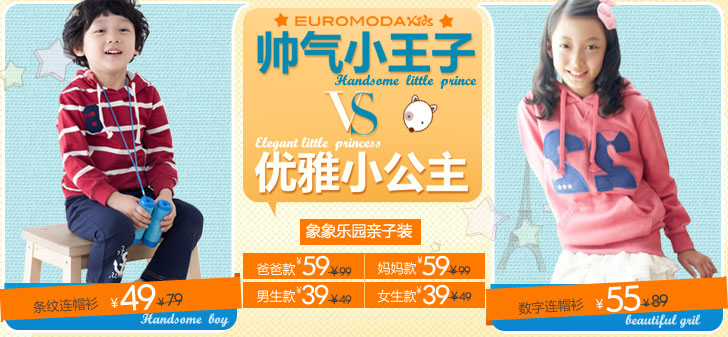 EUROMODAKids
帅气小王子
Handsome little prince
VS
Elegant little princess
优雅小公主
象象乐园亲子装
爸爸款¥59¥99 妈妈款¥59¥99
男生款¥39¥49 女生款¥39¥49
条纹连帽衫 ¥49¥79
Handsome boy
数字连帽衫 ¥55¥89
beautiful gril
a
32